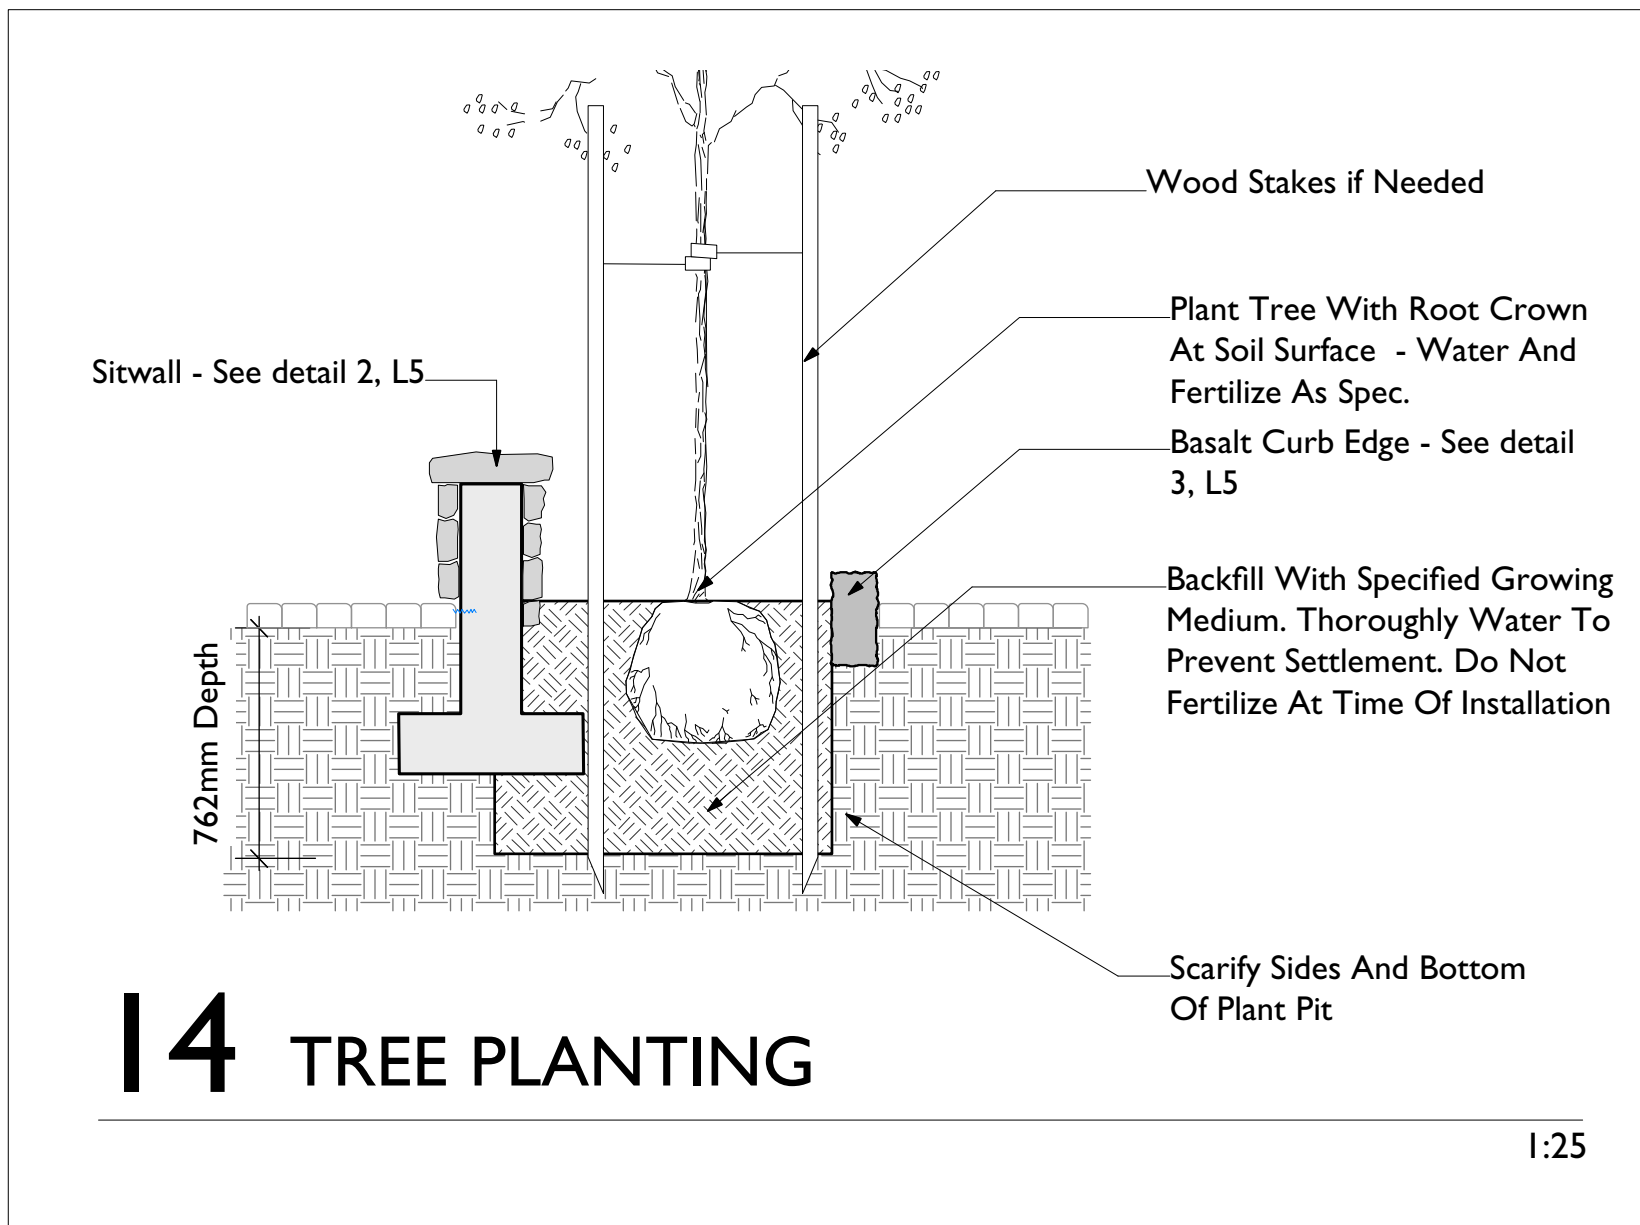 Wood Stakes if Needed
Plant Tree With Root Crown
At Soil Surface  - Water And
Fertilize As Spec.
Sitwall - See detail 2, L5
Basalt Curb Edge - See detail
3, L5
Backfill With Specified Growing
Medium. Thoroughly Water To
Prevent Settlement. Do Not
Fertilize At Time Of Installation
762mm Depth
Scarify Sides And Bottom
Of Plant Pit
14 TREE PLANTING
1:25